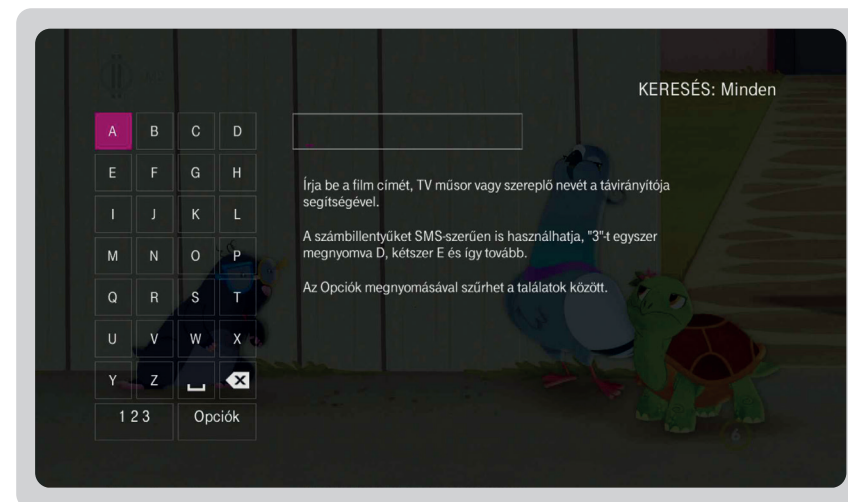 KERESÉS: Minden
A B C D
E F G H
I J K L
M N O P
Q R S T
U V W X
Y Z
1 2 3 Opciók
Írja be a film címét, TV műsor vagy szereplő nevét a távirányítója
segítségével.
A számbillentyűket SMS-szerűen is használhatja, "3"-t egyszer
megnyomva D, kétszer E és így tovább.
Az Opciók megnyomásával szűrhet a találatok között.
6